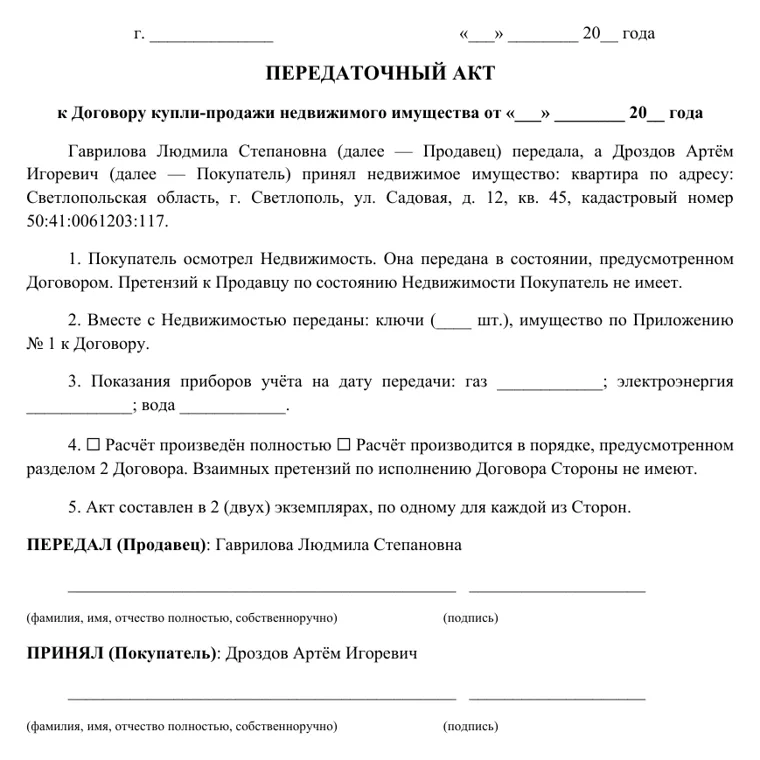 г. ______________ «___» ________ 20__ года
ПЕРЕДАТОЧНЫЙ АКТ
к Договору купли-продажи недвижимого имущества от «___» ________ 20__ года
Гаврилова Людмила Степановна (далее — Продавец) передала, а Дроздов Артём
Игоревич (далее — Покупатель) принял недвижимое имущество: квартира по адресу:
Светлопольская область, г. Светлополь, ул. Садовая, д. 12, кв. 45, кадастровый номер
50:41:0061203:117.
1. Покупатель осмотрел Недвижимость. Она передана в состоянии, предусмотренном
Договором. Претензий к Продавцу по состоянию Недвижимости Покупатель не имеет.
2. Вместе с Недвижимостью переданы: ключи (____ шт.), имущество по Приложению
№ 1 к Договору.
3. Показания приборов учёта на дату передачи: газ ____________; электроэнергия
____________; вода ____________.
4. ☐ Расчёт произведён полностью ☐ Расчёт производится в порядке, предусмотренном
разделом 2 Договора. Взаимных претензий по исполнению Договора Стороны не имеют.
5. Акт составлен в 2 (двух) экземплярах, по одному для каждой из Сторон.
ПЕРЕДАЛ (Продавец): Гаврилова Людмила Степановна
____________________________________________ ____________________
(фамилия, имя, отчество полностью, собственноручно) (подпись)
ПРИНЯЛ (Покупатель): Дроздов Артём Игоревич
____________________________________________ ____________________
(фамилия, имя, отчество полностью, собственноручно) (подпись)